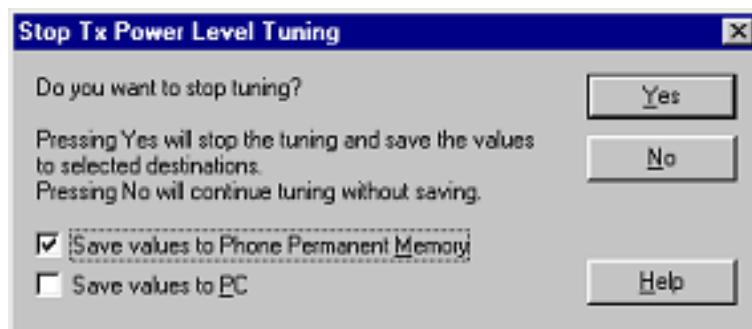 Stop Tx Power Level Tuning
Do you want to stop tuning?
Yes
Pressing Yes will stop the tuning and save the values
to selected destinations.
Pressing No will continue tuning without saving.
No
Save values to Phone Permanent Memory
Save values to PC
Help